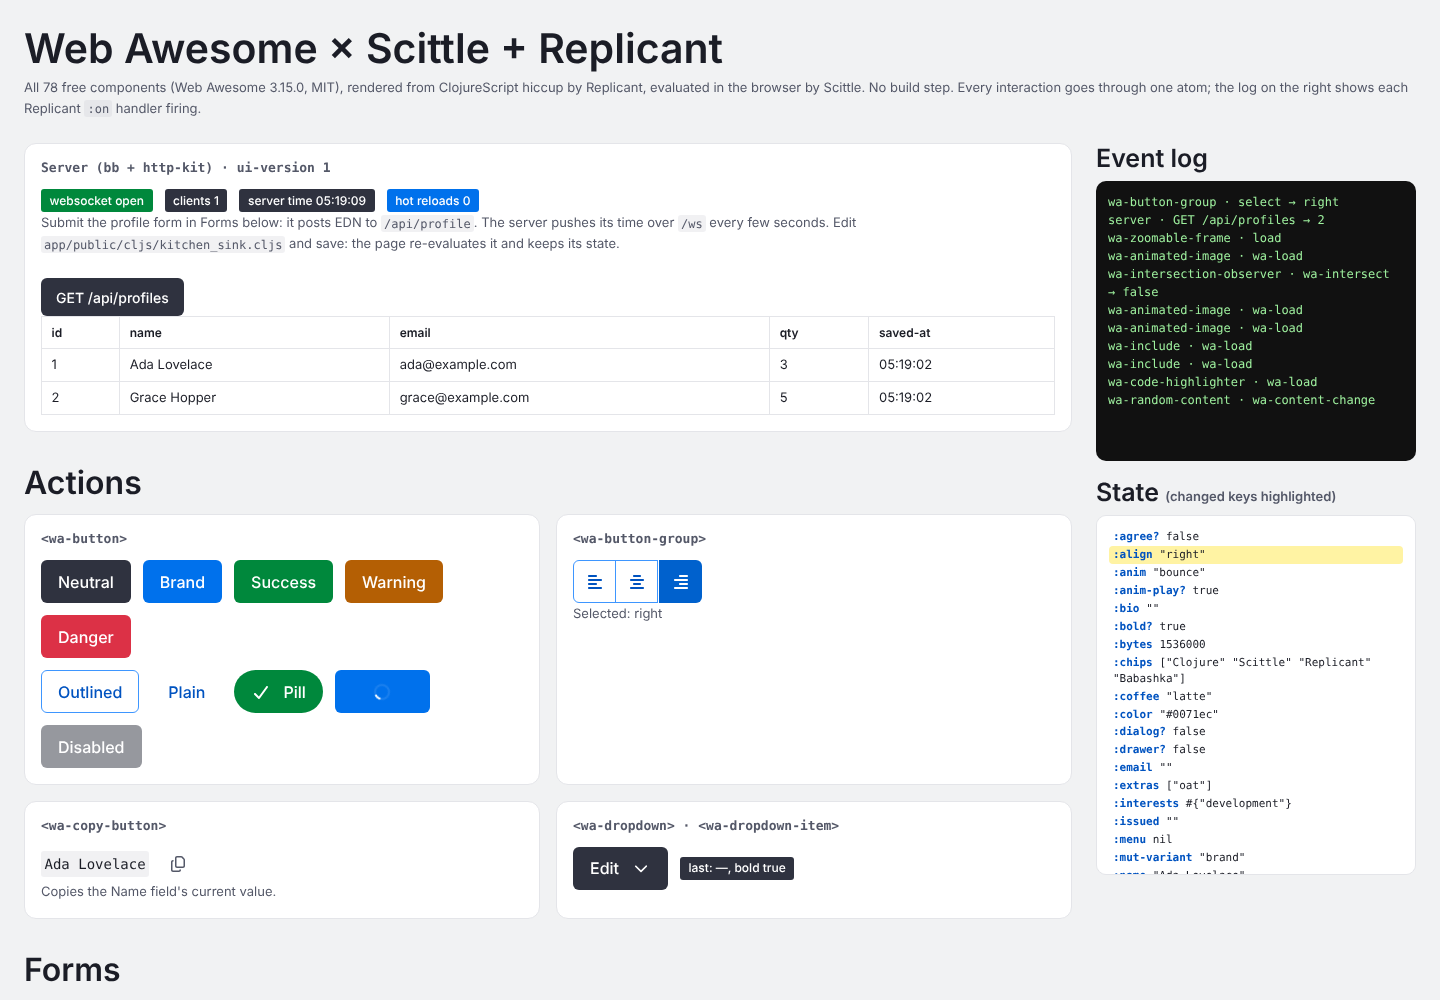 Web Awesome × Scittle + Replicant
All 78 free components (Web Awesome 3.15.0, MIT), rendered from ClojureScript hiccup by Replicant, evaluated in the browser by Scittle. No build step. Every interaction goes through one atom; the log on the right shows each
Replicant :on handler firing.
Server (bb + http-kit) · ui-version 1
websocket open clients 1 server time 05:19:09 hot reloads 0
Submit the profile form in Forms below: it posts EDN to /api/profile. The server pushes its time over /ws every few seconds. Edit
app/public/cljs/kitchen_sink.cljs and save: the page re-evaluates it and keeps its state.
GET /api/profiles
id name email qty saved-at
1 Ada Lovelace ada@example.com 3 05:19:02
2 Grace Hopper grace@example.com 5 05:19:02
Event log
wa-button-group · select → right
server · GET /api/profiles → 2
wa-zoomable-frame · load
wa-animated-image · wa-load
wa-intersection-observer · wa-intersect
→ false
wa-animated-image · wa-load
wa-animated-image · wa-load
wa-include · wa-load
wa-include · wa-load
wa-code-highlighter · wa-load
wa-random-content · wa-content-change
Actions
<wa-button>
Neutral Brand Success Warning
Danger
Outlined Plain Pill
Disabled
<wa-button-group>
Selected: right
<wa-copy-button>
Ada Lovelace
Copies the Name field's current value.
<wa-dropdown> · <wa-dropdown-item>
Edit last: —, bold true
State (changed keys highlighted)
:agree? false
:align "right"
:anim "bounce"
:anim-play? true
:bio ""
:bold? true
:bytes 1536000
:chips ["Clojure" "Scittle" "Replicant"
"Babashka"]
:coffee "latte"
:color "#0071ec"
:dialog? false
:drawer? false
:email ""
:extras ["oat"]
:interests #{"development"}
:issued ""
:menu nil
:mut-variant "brand"
Forms